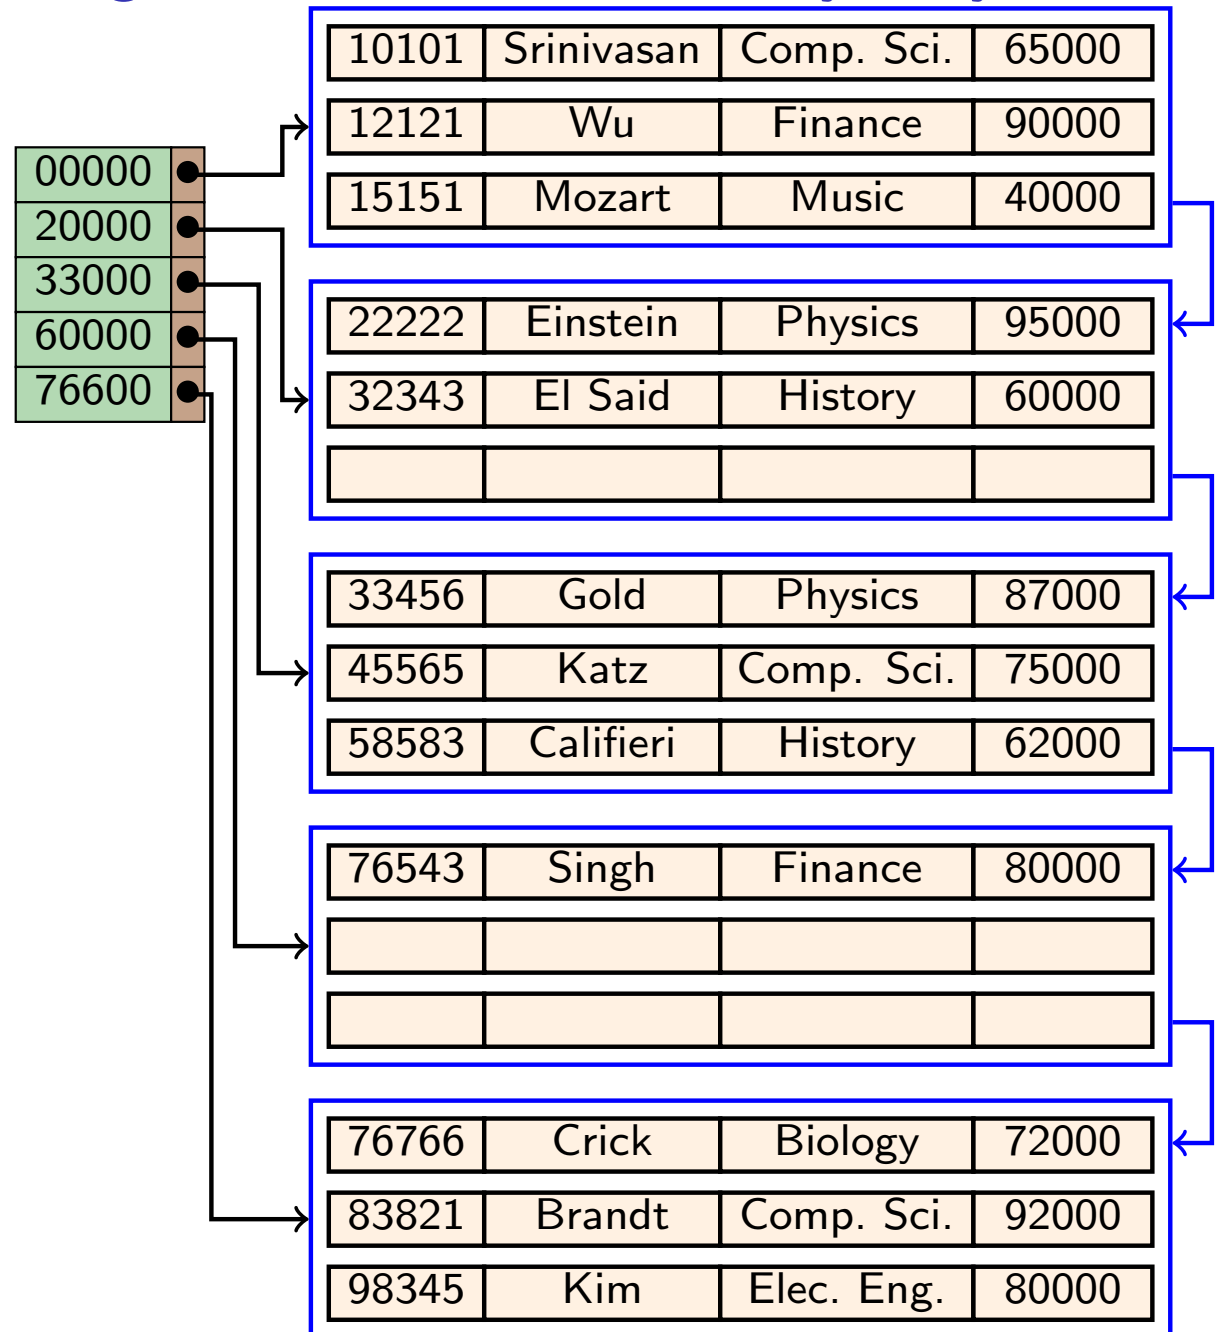 10101 Srinivasan Comp. Sci. 65000
12121 Wu Finance 90000
15151 Mozart Music 40000
00000
20000
33000
60000
76600
22222 Einstein Physics 95000
32343 El Said History 60000
33456 Gold Physics 87000
45565 Katz Comp. Sci. 75000
58583 Califieri History 62000
76543 Singh Finance 80000
76766 Crick Biology 72000
83821 Brandt Comp. Sci. 92000
98345 Kim Elec. Eng. 80000